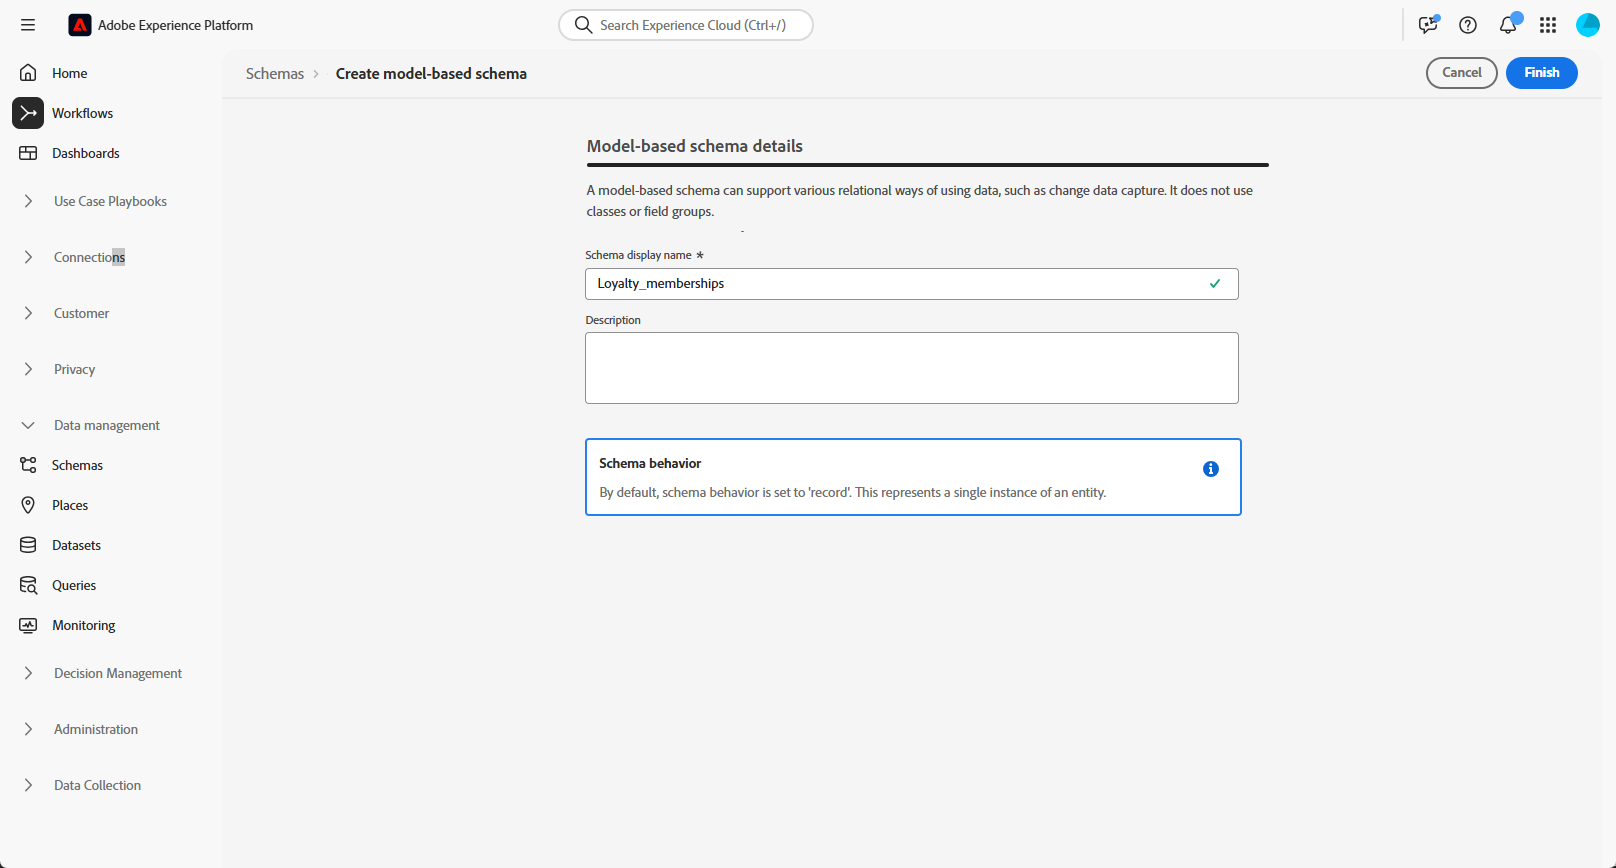 Adobe Experience Platform
Search Experience Cloud (Ctrl+/)
Home
Workflows
Dashboards
Use Case Playbooks
Connections
Customer
Privacy
Data management
Schemas
Places
Datasets
Queries
Monitoring
Decision Management
Administration
Data Collection
Schemas > Create model-based schema
Cancel
Finish
Model-based schema details
A model-based schema can support various relational ways of using data, such as change data capture. It does not use
classes or field groups.
Schema display name *
Loyalty_memberships
Description
Schema behavior
By default, schema behavior is set to 'record'. This represents a single instance of an entity.